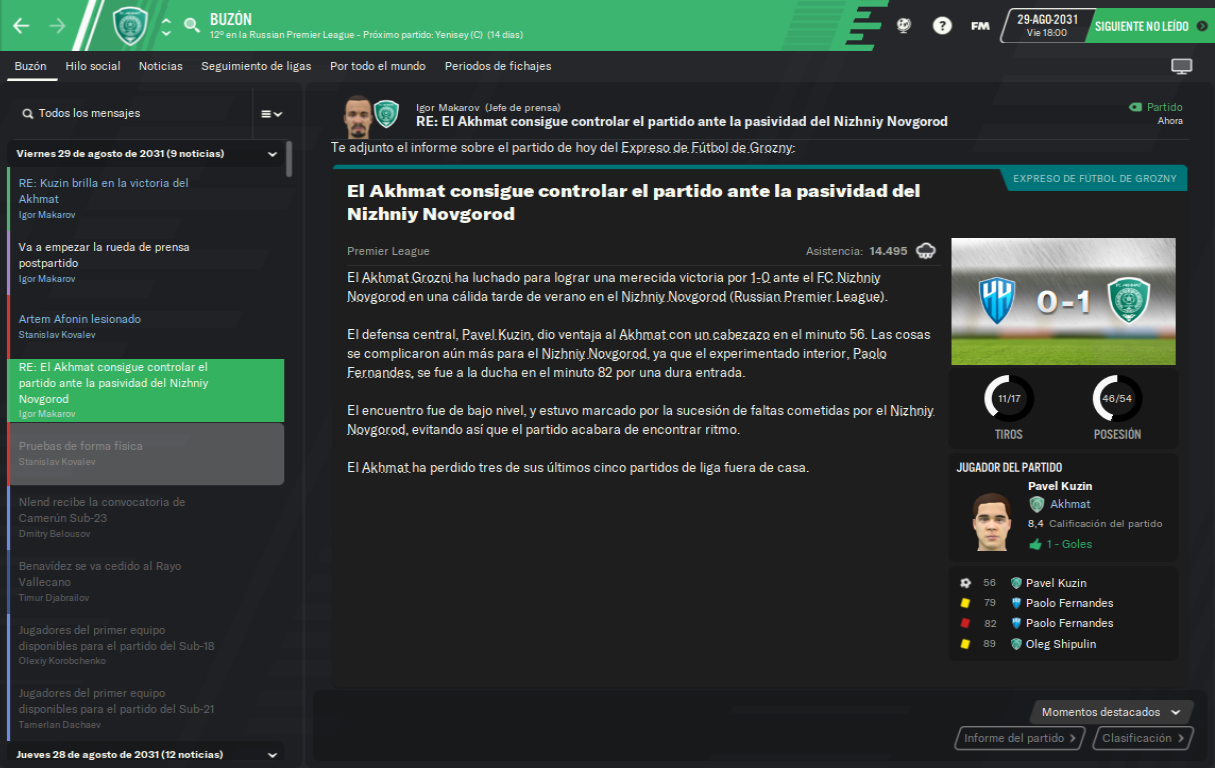 BUZÓN
12º en la Russian Premier League - Próximo partido: Yenisey (C) (14 días)
FM
29-AGO-2031
Vie 18:00
SIGUIENTE NO LEÍDO
Buzón
Hilo social
Noticias
Seguimiento de ligas
Por todo el mundo
Periodos de fichajes
Todos los mensajes
Viernes 29 de agosto de 2031 (9 noticias)
RE: Kuzin brilla en la victoria del
Akhmat
Igor Makarov
Va a empezar la rueda de prensa
postpartido
Igor Makarov
Artem Afonin lesionado
Stanislav Kovalev
RE: El Akhmat consigue controlar el
partido ante la pasividad del Nizhniy
Novgorod
Igor Makarov
Pruebas de forma física
Stanislav Kovalev
Nlend recibe la convocatoria de
Camerún Sub-23
Dmitry Belousov
Benavídez se va cedido al Rayo
Vallecano
Timur Djabrailov
Jugadores del primer equipo
disponibles para el partido del Sub-18
Olexiy Korobchenko
Jugadores del primer equipo
disponibles para el partido del Sub-21
Tamerlan Dachaev
Jueves 28 de agosto de 2031 (12 noticias)
Igor Makarov (Jefe de prensa)
RE: El Akhmat consigue controlar el partido ante la pasividad del Nizhniy Novgorod
Partido
Ahora
Te adjunto el informe sobre el partido de hoy del Expreso de Fútbol de Grozny:
EXPRESO DE FÚTBOL DE GROZNY
El Akhmat consigue controlar el partido ante la pasividad del
Nizhniy Novgorod
Premier League
Asistencia: 14.495
El Akhmat Grozni ha luchado para lograr una merecida victoria por 1-0 ante el FC Nizhniy
Novgorod en una cálida tarde de verano en el Nizhniy Novgorod (Russian Premier League).
El defensa central, Pavel Kuzin, dio ventaja al Akhmat con un cabezazo en el minuto 56. Las cosas
se complicaron aún más para el Nizhniy Novgorod, ya que el experimentado interior, Paolo
Fernandes, se fue a la ducha en el minuto 82 por una dura entrada.
El encuentro fue de bajo nivel, y estuvo marcado por la sucesión de faltas cometidas por el Nizhniy
Novgorod, evitando así que el partido acabara de encontrar ritmo.
El Akhmat ha perdido tres de sus últimos cinco partidos de liga fuera de casa.
0-1
11/17
46/54
TIROS
POSESIÓN
JUGADOR DEL PARTIDO
Pavel Kuzin
Akhmat
8,4 Calificación del partido
1 - Goles
56 Pavel Kuzin
79 Paolo Fernandes
82 Paolo Fernandes
89 Oleg Shipulin
Momentos destacados
Informe del partido
Clasificación